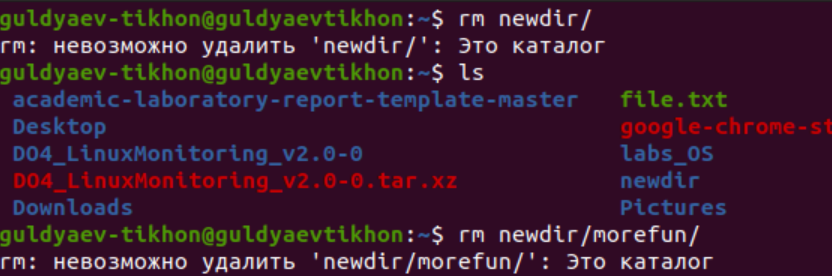 guldyaev-tikhon@guldyaevtikhon:~$ rm newdir/
rm: невозможно удалить 'newdir/': Это каталог
guldyaev-tikhon@guldyaevtikhon:~$ ls
academic-laboratory-report-template-master file.txt
Desktop google-chrome-st
DO4_LinuxMonitoring_v2.0-0 labs_OS
DO4_LinuxMonitoring_v2.0-0.tar.xz newdir
Downloads Pictures
guldyaev-tikhon@guldyaevtikhon:~$ rm newdir/morefun/
rm: невозможно удалить 'newdir/morefun/': Это каталог